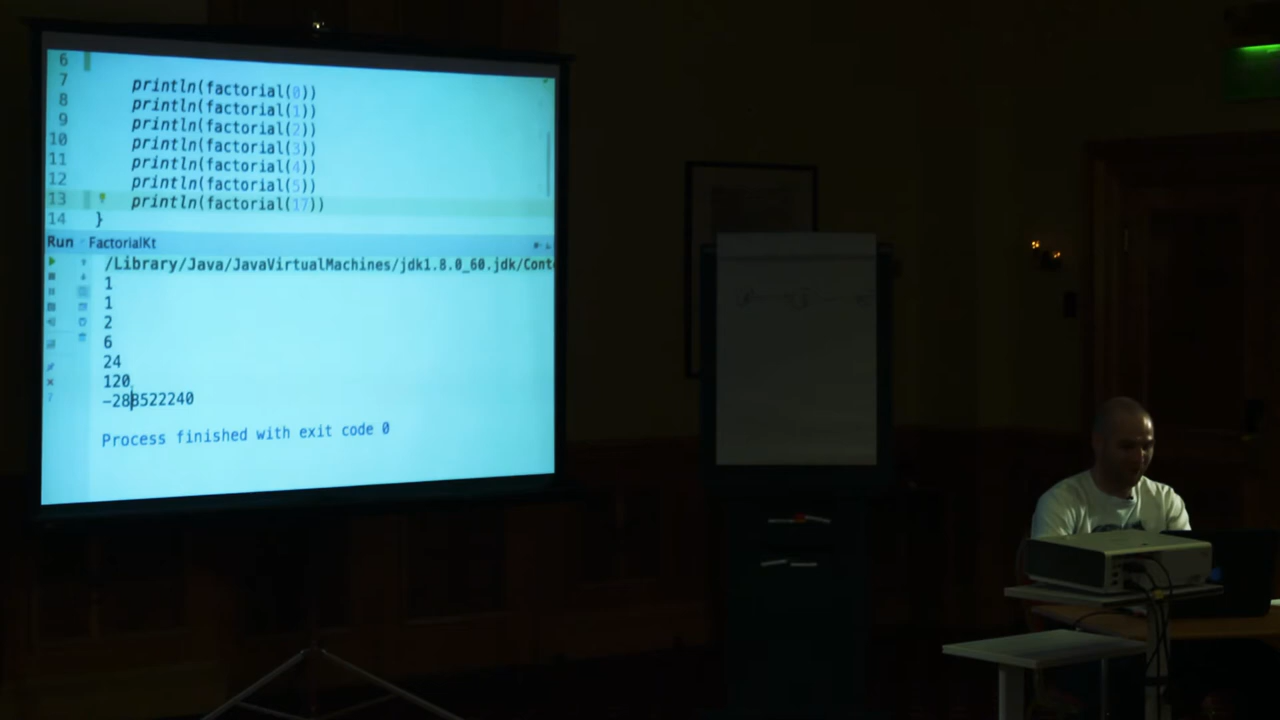 6
7 println(factorial(0))
8 println(factorial(1))
9 println(factorial(2))
10 println(factorial(3))
11 println(factorial(4))
12 println(factorial(5))
13 println(factorial(17))
14 }
Run FactorialKt
/Library/Java/JavaVirtualMachines/jdk1.8.0_60.jdk/Cont
1
1
2
6
24
120
-288522240
Process finished with exit code 0